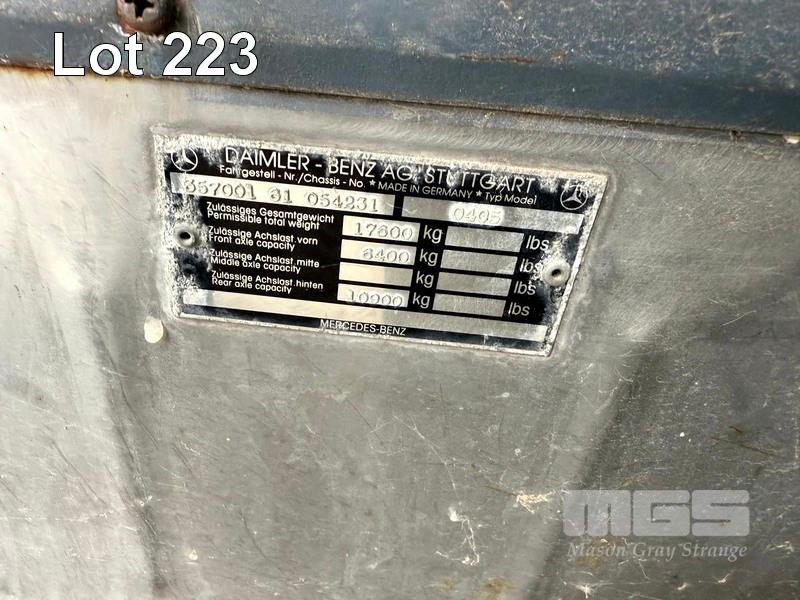 Lot 223
DAIMLER - BENZ AG. STUTTGART
Fahrgestell - Nr./Chassis - No. * MADE IN GERMANY * Typ Model
357001 31 054231 0405
Zulässiges Gesamtgewicht
Permissible total weight 17600 kg lbs
Zulässige Achslast.vorn
Front axle capacity 6400 kg lbs
Zulässige Achslast.mitte
Middle axle capacity kg lbs
Zulässige Achslast.hinten
Rear axle capacity 10900 kg lbs
MERCEDES-BENZ
MGS
Mason Gray Strange